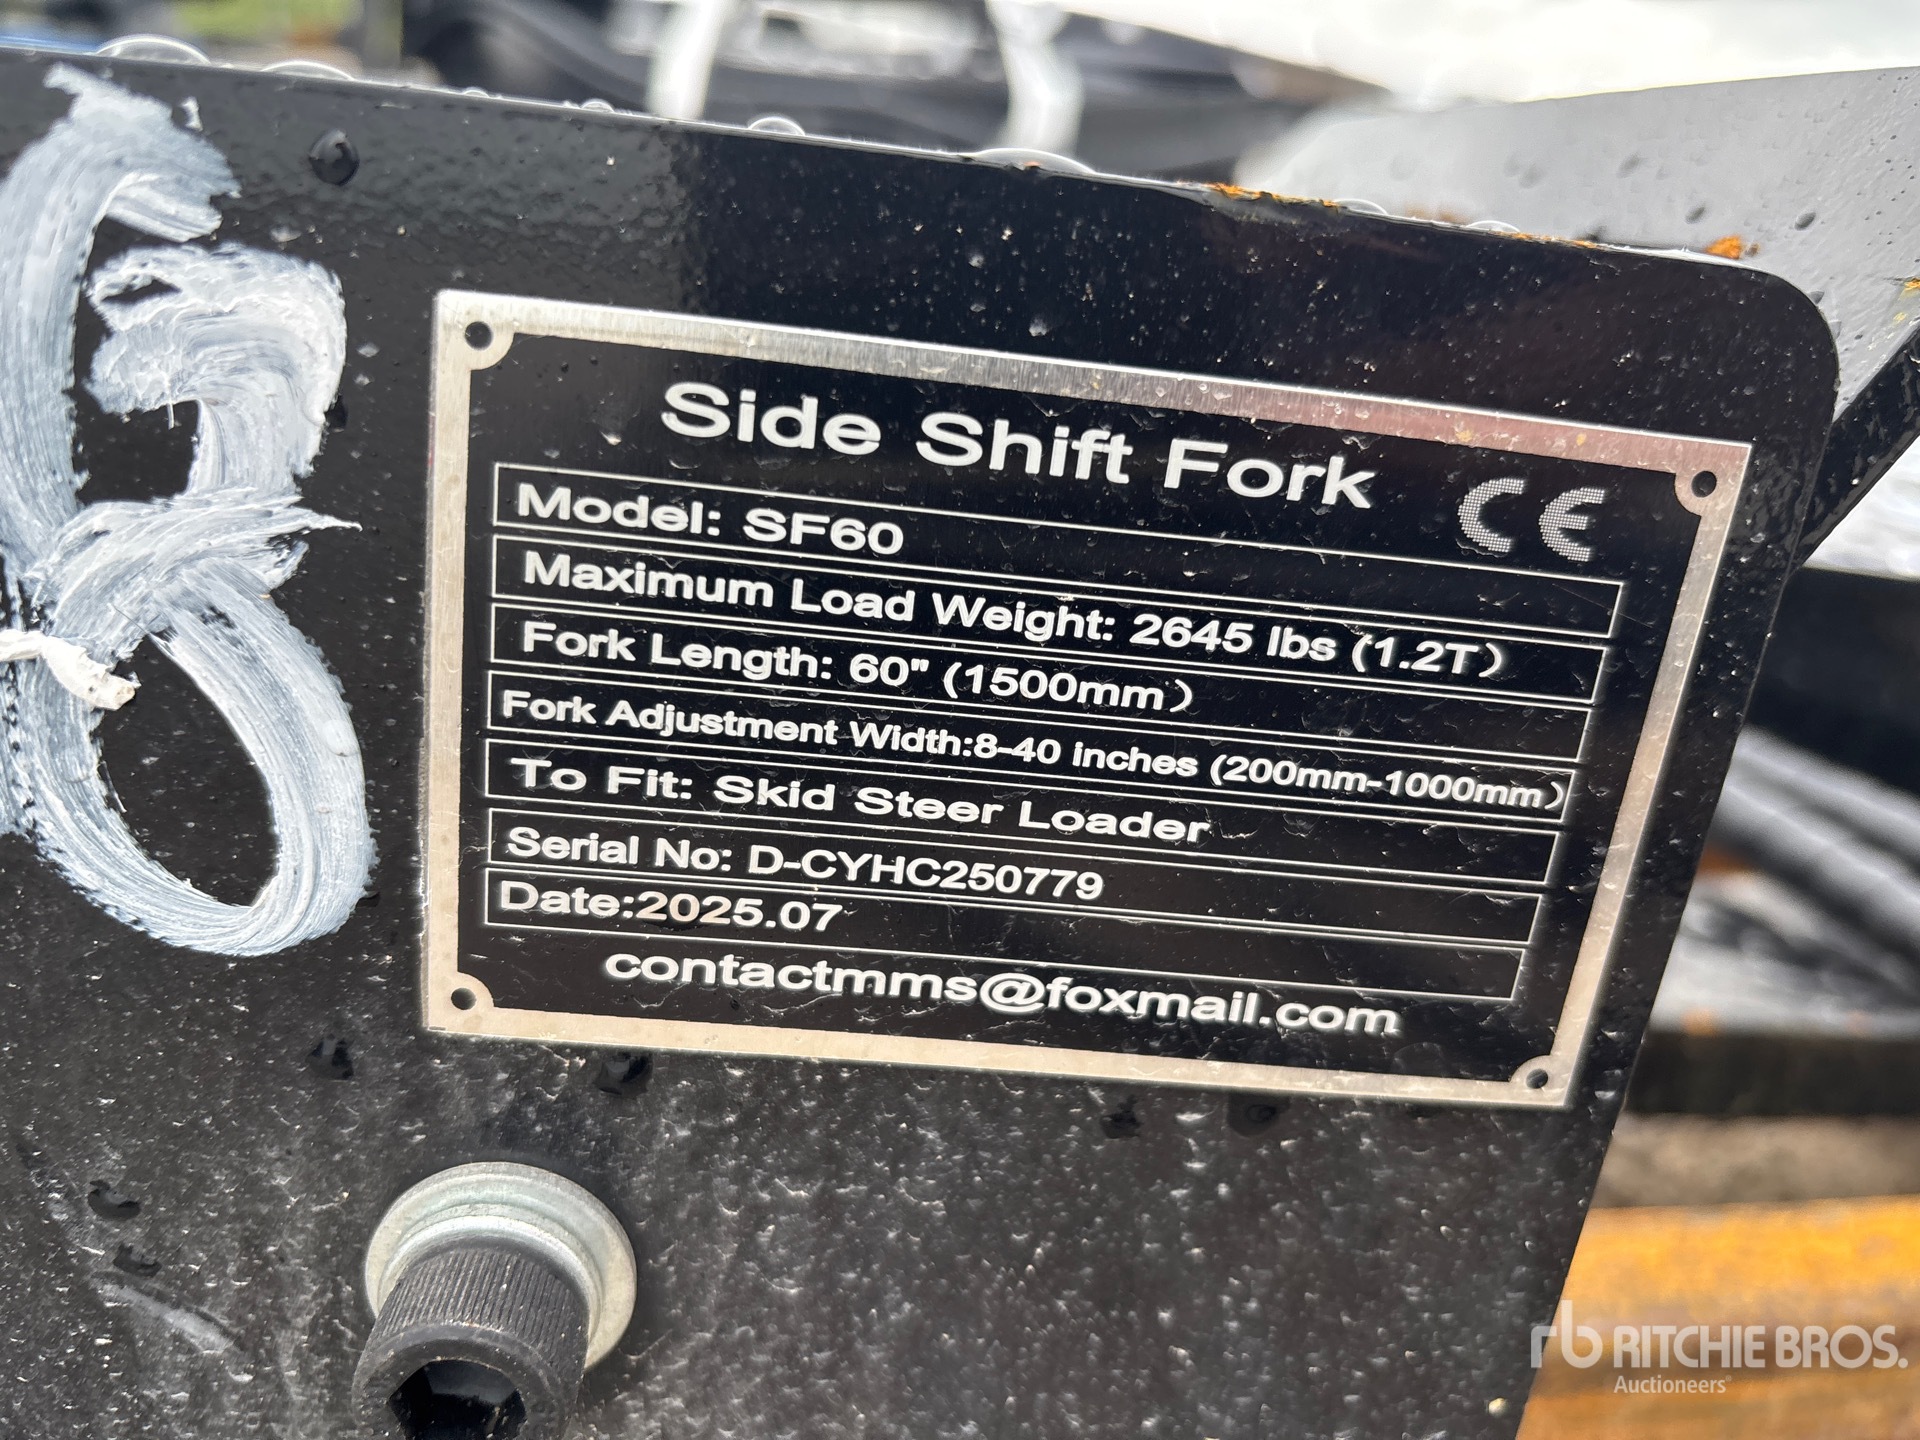 Side Shift Fork
CE
Model: SF60
Maximum Load Weight: 2645 lbs (1.2T)
Fork Length: 60" (1500mm)
Fork Adjustment Width:8-40 inches (200mm-1000mm)
To Fit: Skid Steer Loader
Serial No: D-CYHC250779
Date:2025.07
contactmms@foxmail.com
rb RITCHIE BROS.
Auctioneers